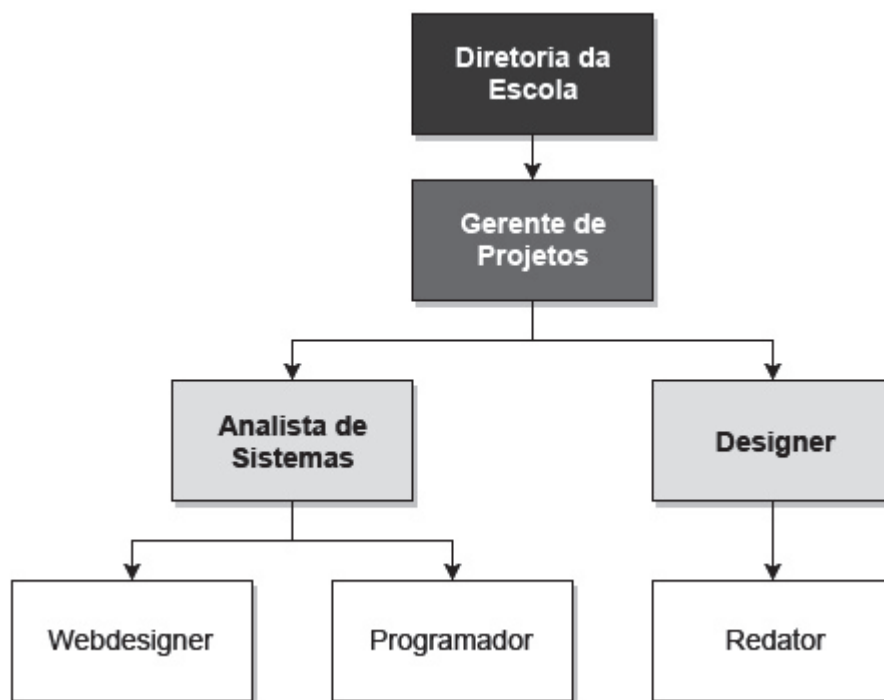 Diretoria da
Escola
Gerente de
Projetos
Analista de
Sistemas
Designer
Webdesigner
Programador
Redator